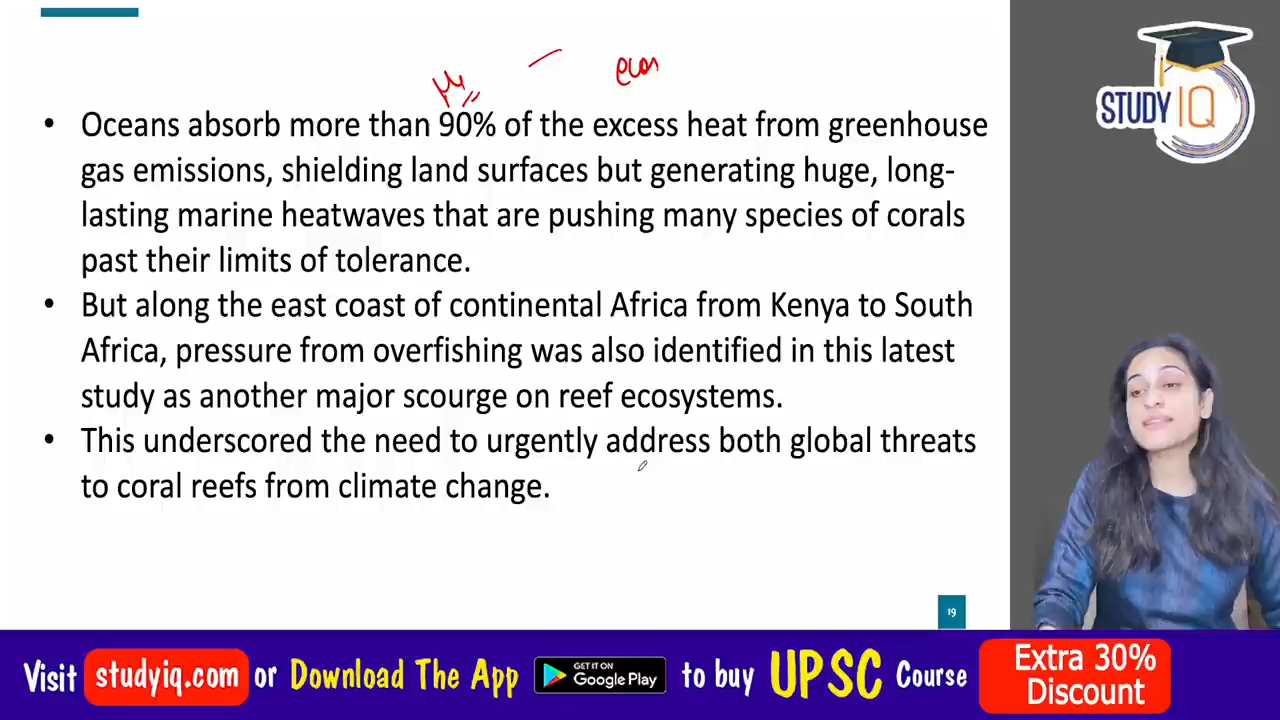 • Oceans absorb more than 90% of the excess heat from greenhouse
gas emissions, shielding land surfaces but generating huge, long-
lasting marine heatwaves that are pushing many species of corals
past their limits of tolerance.
• But along the east coast of continental Africa from Kenya to South
Africa, pressure from overfishing was also identified in this latest
study as another major scourge on reef ecosystems.
• This underscored the need to urgently address both global threats
to coral reefs from climate change.
19
STUDY IQ
Visit studyiq.com or Download The App GET IT ON Google Play to buy UPSC Course
Extra 30%
Discount